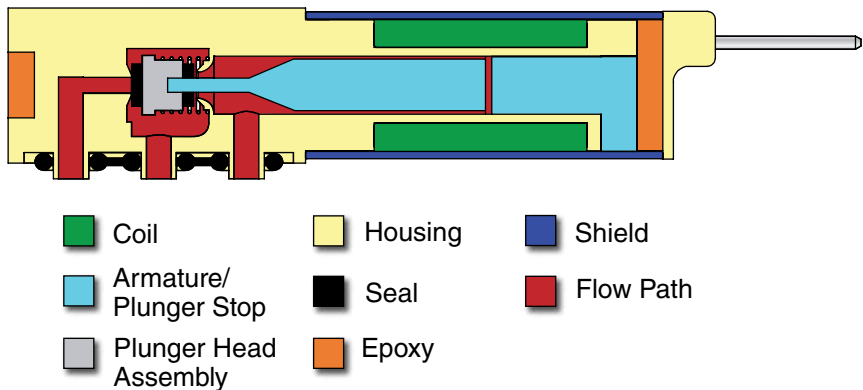 Coil
Housing
Shield
Armature/
Plunger Stop
Seal
Flow Path
Plunger Head
Assembly
Epoxy